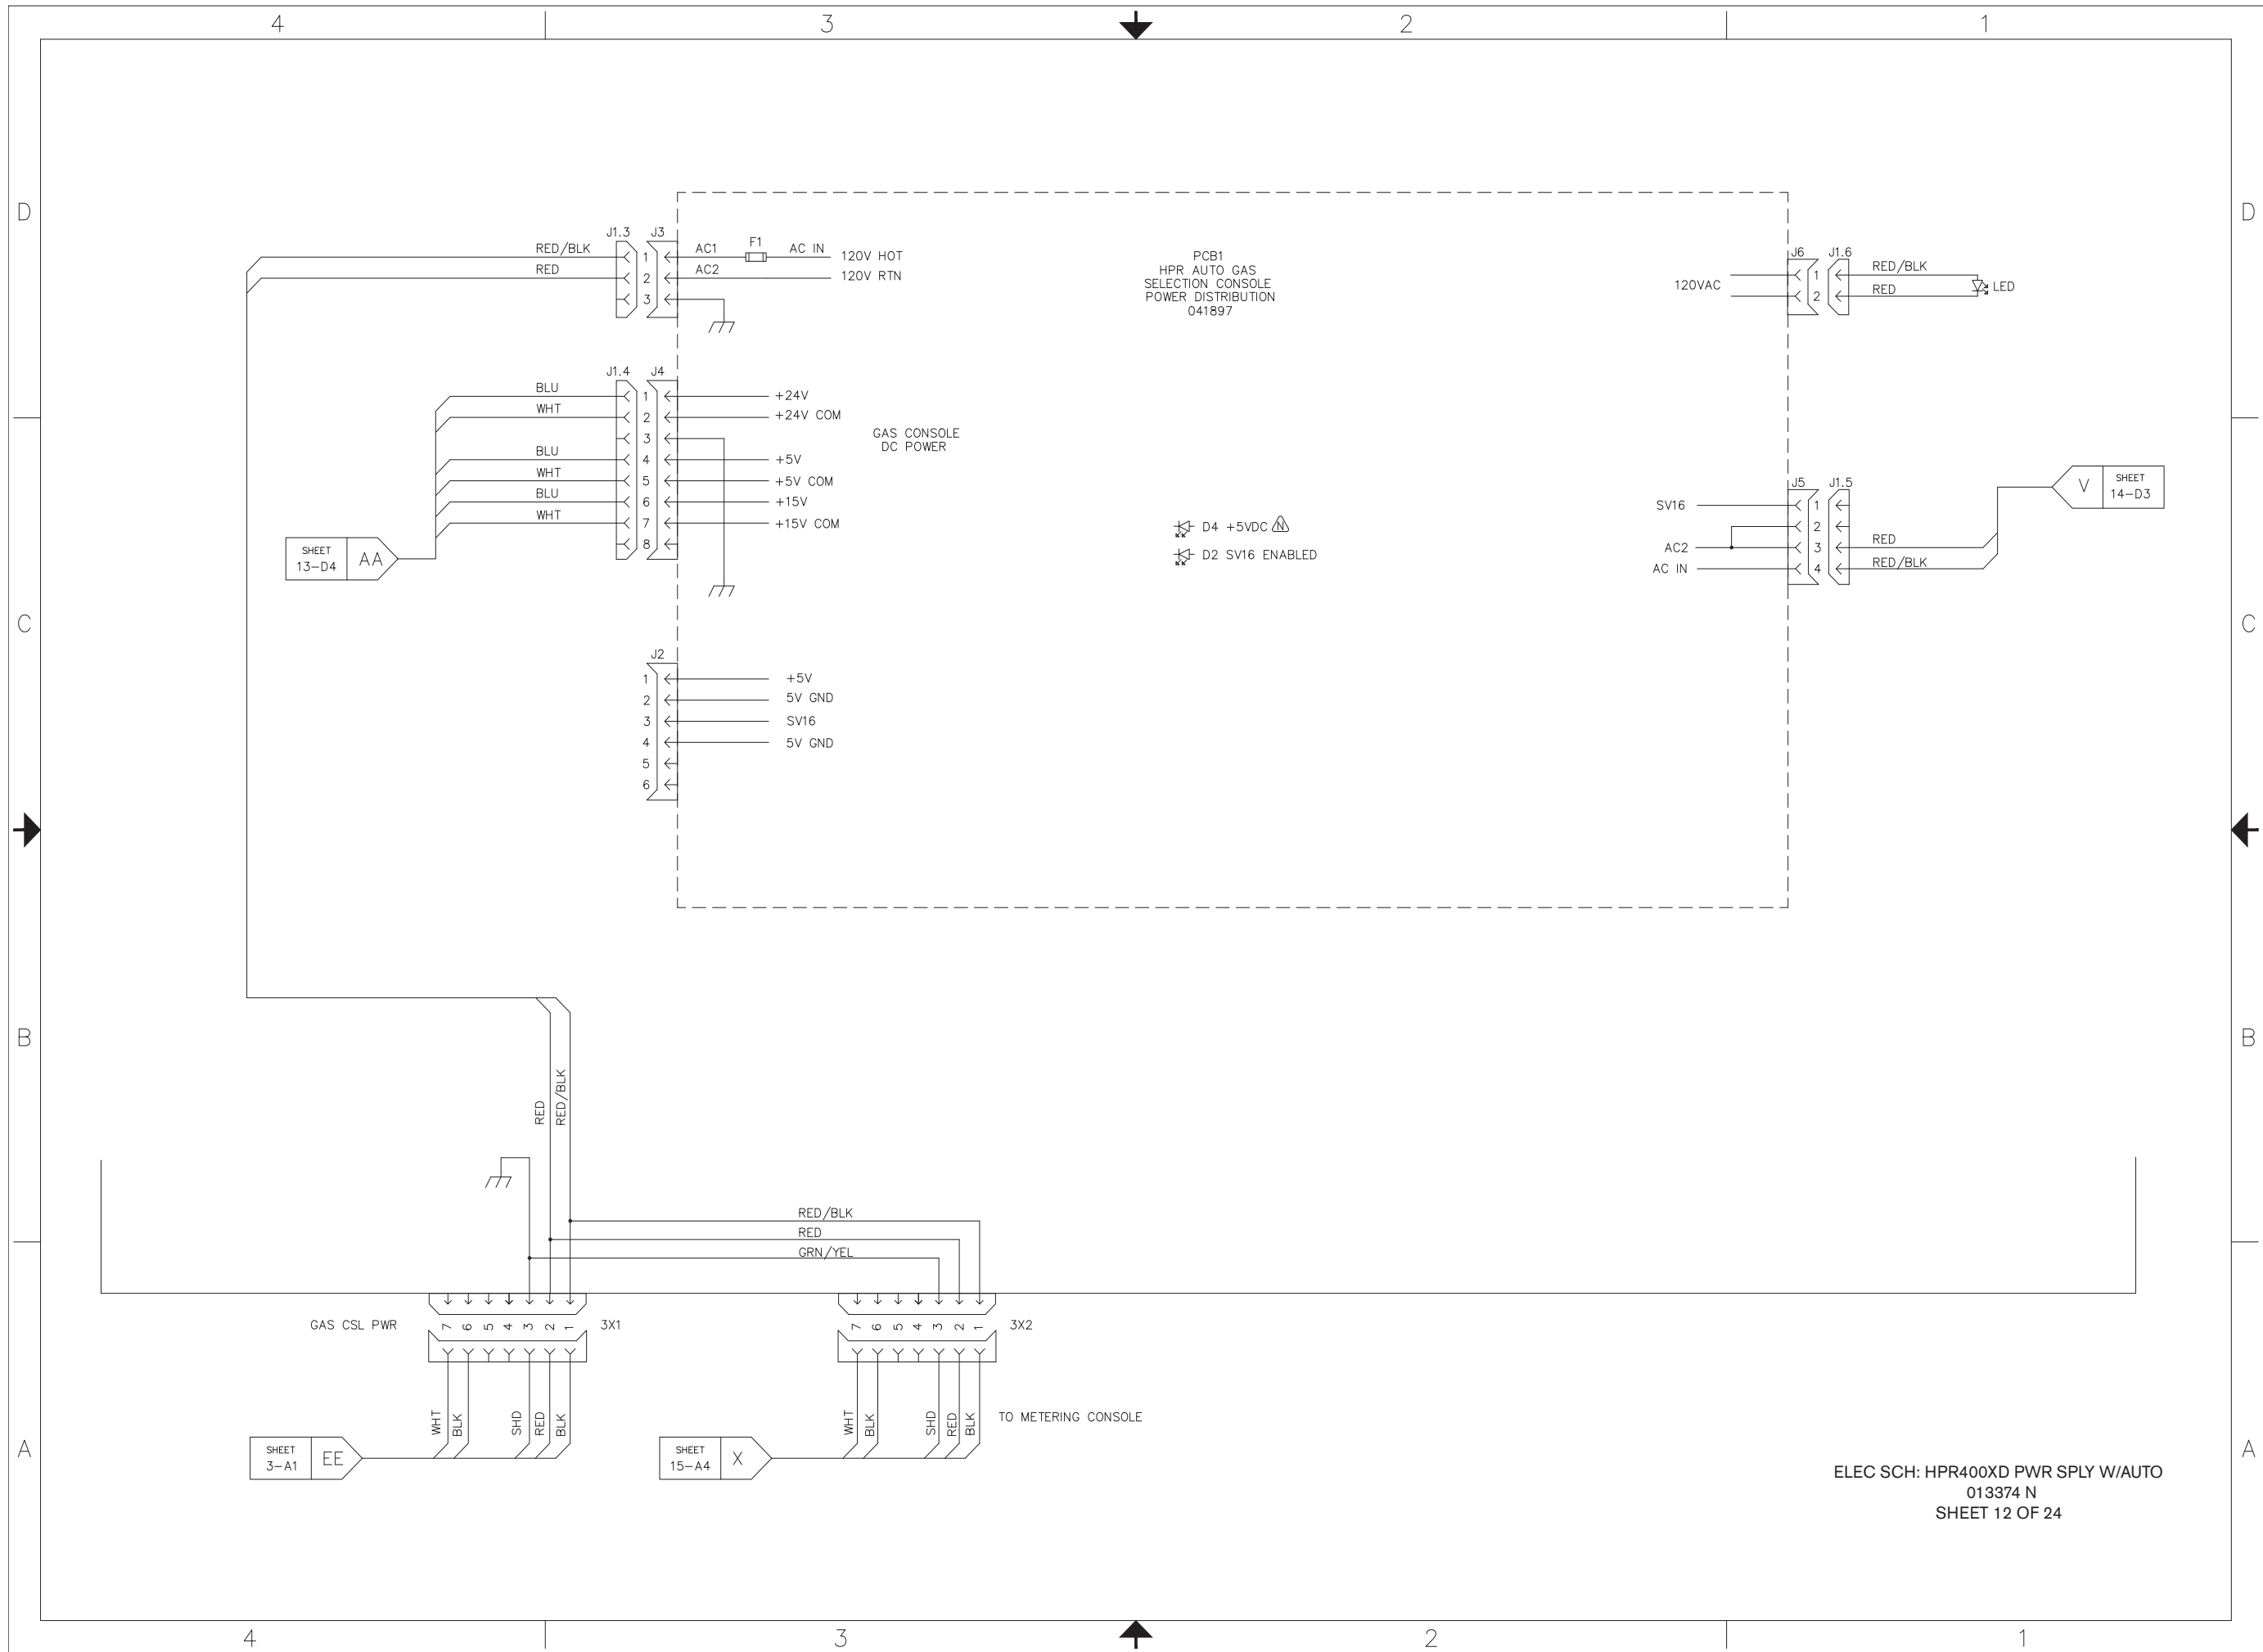 4 3 2 1
D D
J1.3 J3
RED/BLK 1 AC1 F1 AC IN 120V HOT
RED 2 AC2 120V RTN
3
PCB1
HPR AUTO GAS
SELECTION CONSOLE
POWER DISTRIBUTION
041897
J6 J1.6
120VAC
1 RED/BLK
2 RED
LED
J1.4 J4
BLU 1 +24V
WHT 2 +24V COM
3
BLU 4 +5V
WHT 5 +5V COM
BLU 6 +15V
WHT 7 +15V COM
8
GAS CONSOLE
DC POWER
SHEET
13-D4
AA
D4 +5VDC N
D2 SV16 ENABLED
J5 J1.5
SV16 1
2
AC2 3 RED
AC IN 4 RED/BLK
V
SHEET
14-D3
C C
J2
1 +5V
2 5V GND
3 SV16
4 5V GND
5
6
B B
RED
RED/BLK
RED/BLK
RED
GRN/YEL
GAS CSL PWR
7 6 5 4 3 2 1
3X1
7 6 5 4 3 2 1
3X2
WHT BLK SHD RED BLK
WHT BLK SHD RED BLK
TO METERING CONSOLE
SHEET
3-A1
EE
SHEET
15-A4
X
A A
ELEC SCH: HPR400XD PWR SPLY W/AUTO
013374 N
SHEET 12 OF 24
4 3 2 1